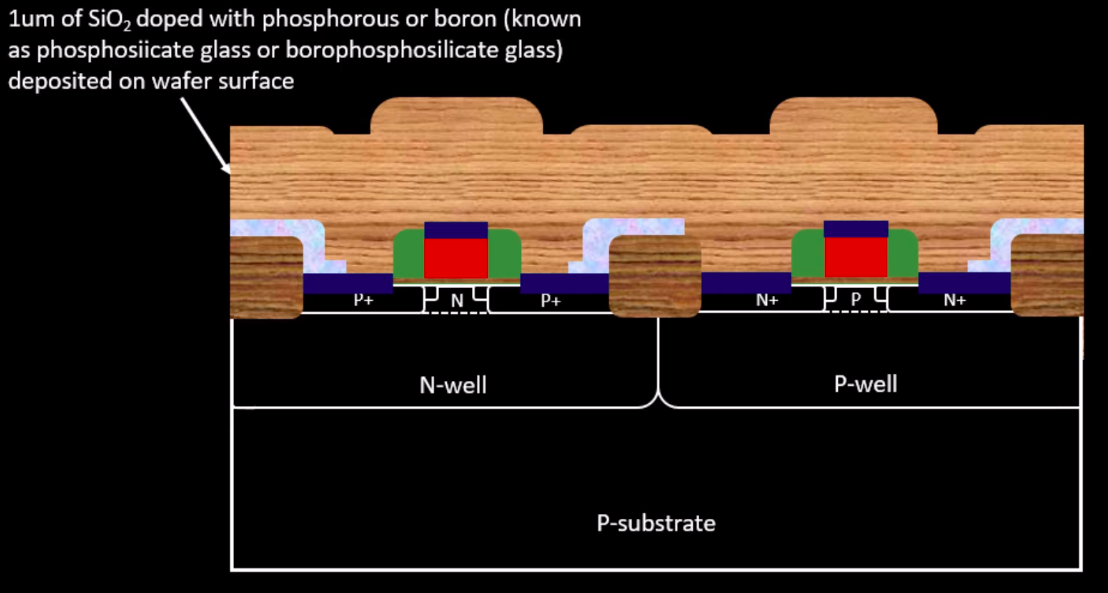 1um of SiO₂ doped with phosphorous or boron (known
as phosphosiicate glass or borophosphosilicate glass)
deposited on wafer surface
P+ N P+ N+ P N+
N-well P-well
P-substrate